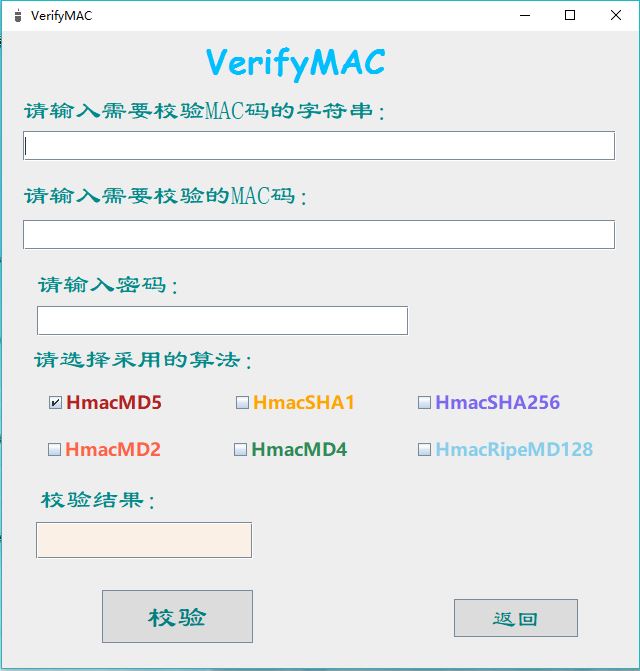 VerifyMAC
VerifyMAC
请输入需要校验MAC码的字符串：
请输入需要校验的MAC码：
请输入密码：
请选择采用的算法：
HmacMD5 HmacSHA1 HmacSHA256
HmacMD2 HmacMD4 HmacRipeMD128
校验结果：
校验 返回